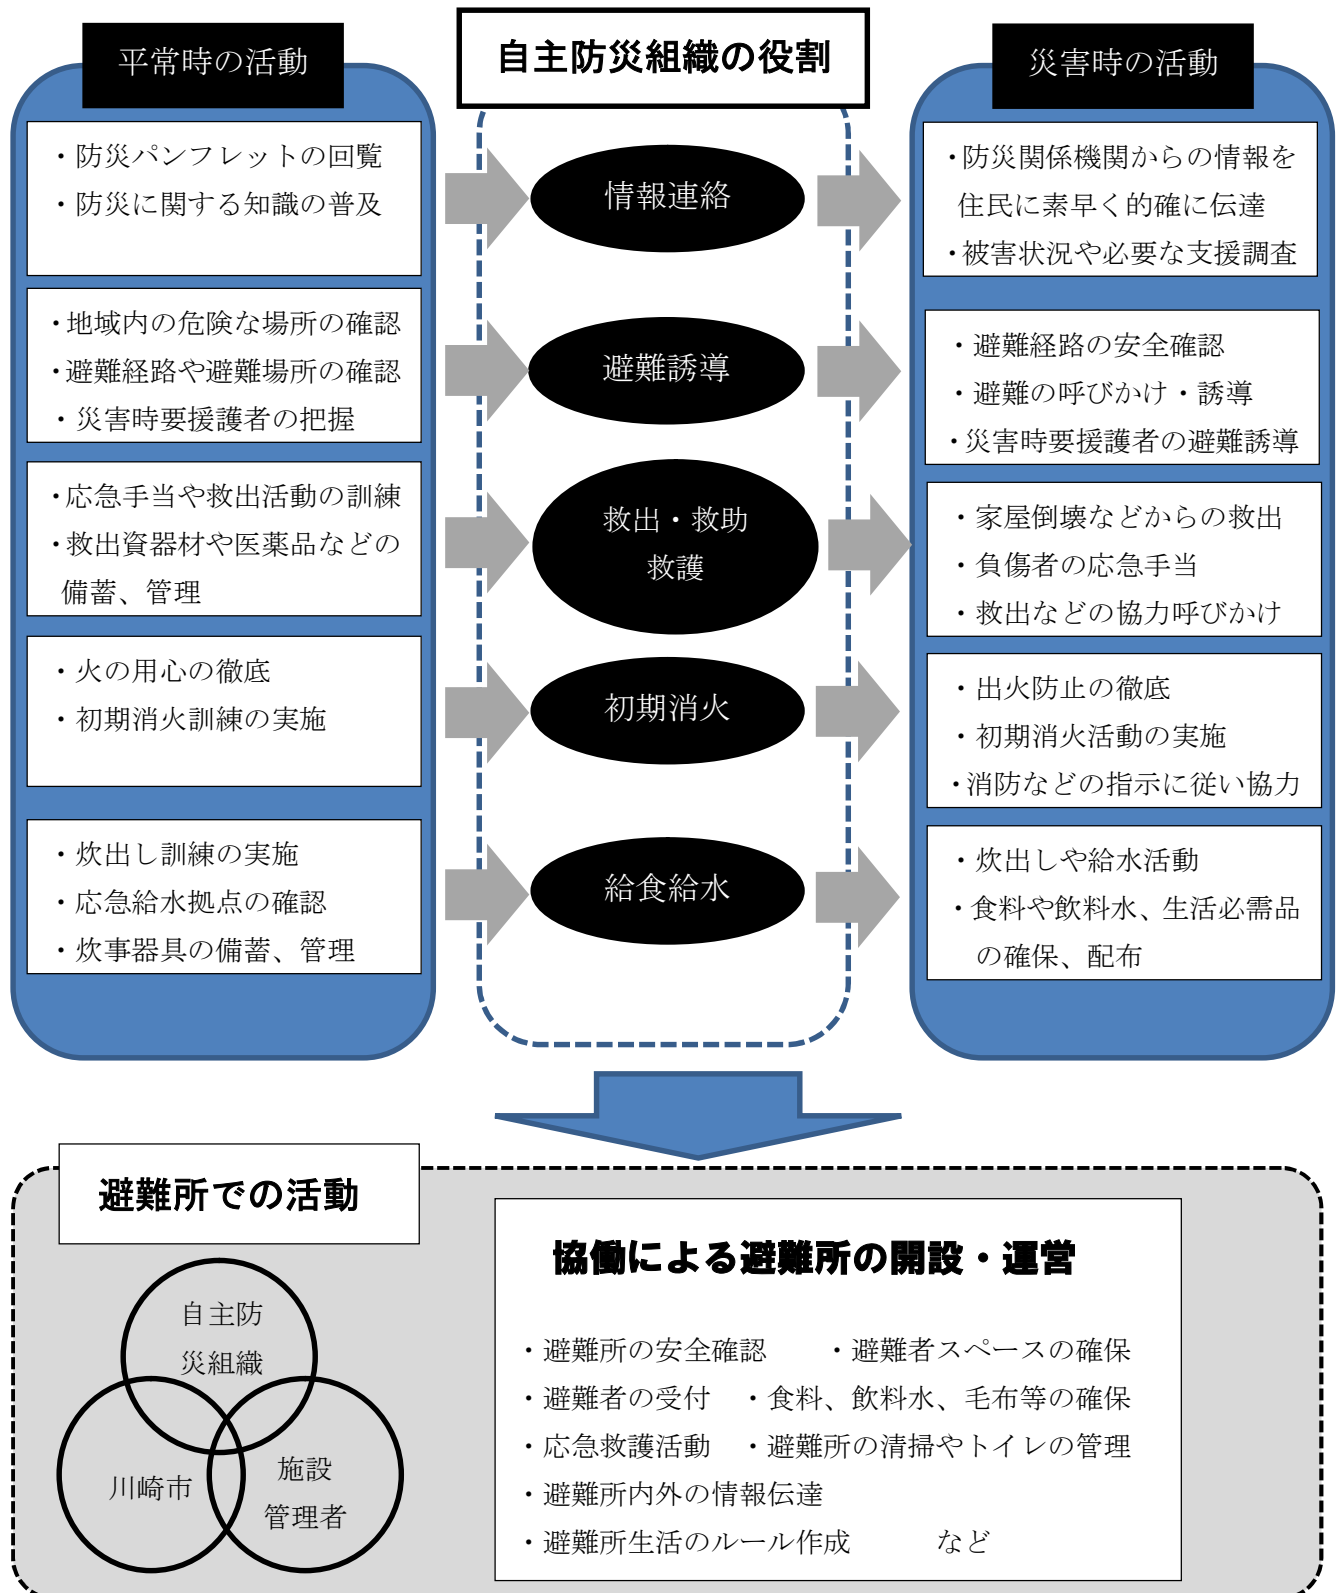 自主防災組織の役割
平常時の活動
・防災パンフレットの回覧
・防災に関する知識の普及
・地域内の危険な場所の確認
・避難経路や避難場所の確認
・災害時要援護者の把握
・応急手当や救出活動の訓練
・救出資器材や医薬品などの
備蓄、管理
・火の用心の徹底
・初期消火訓練の実施
・炊出し訓練の実施
・応急給水拠点の確認
・炊事器具の備蓄、管理
情報連絡
避難誘導
救出・救助
救護
初期消火
給食給水
災害時の活動
・防災関係機関からの情報を
住民に素早く的確に伝達
・被害状況や必要な支援調査
・避難経路の安全確認
・避難の呼びかけ・誘導
・災害時要援護者の避難誘導
・家屋倒壊などからの救出
・負傷者の応急手当
・救出などの協力呼びかけ
・出火防止の徹底
・初期消火活動の実施
・消防などの指示に従い協力
・炊出しや給水活動
・食料や飲料水、生活必需品
の確保、配布
避難所での活動
自主防
災組織
川崎市
施設
管理者
協働による避難所の開設・運営
・避難所の安全確認　　・避難者スペースの確保
・避難者の受付　・食料、飲料水、毛布等の確保
・応急救護活動　・避難所の清掃やトイレの管理
・避難所内外の情報伝達
・避難所生活のルール作成　　　など